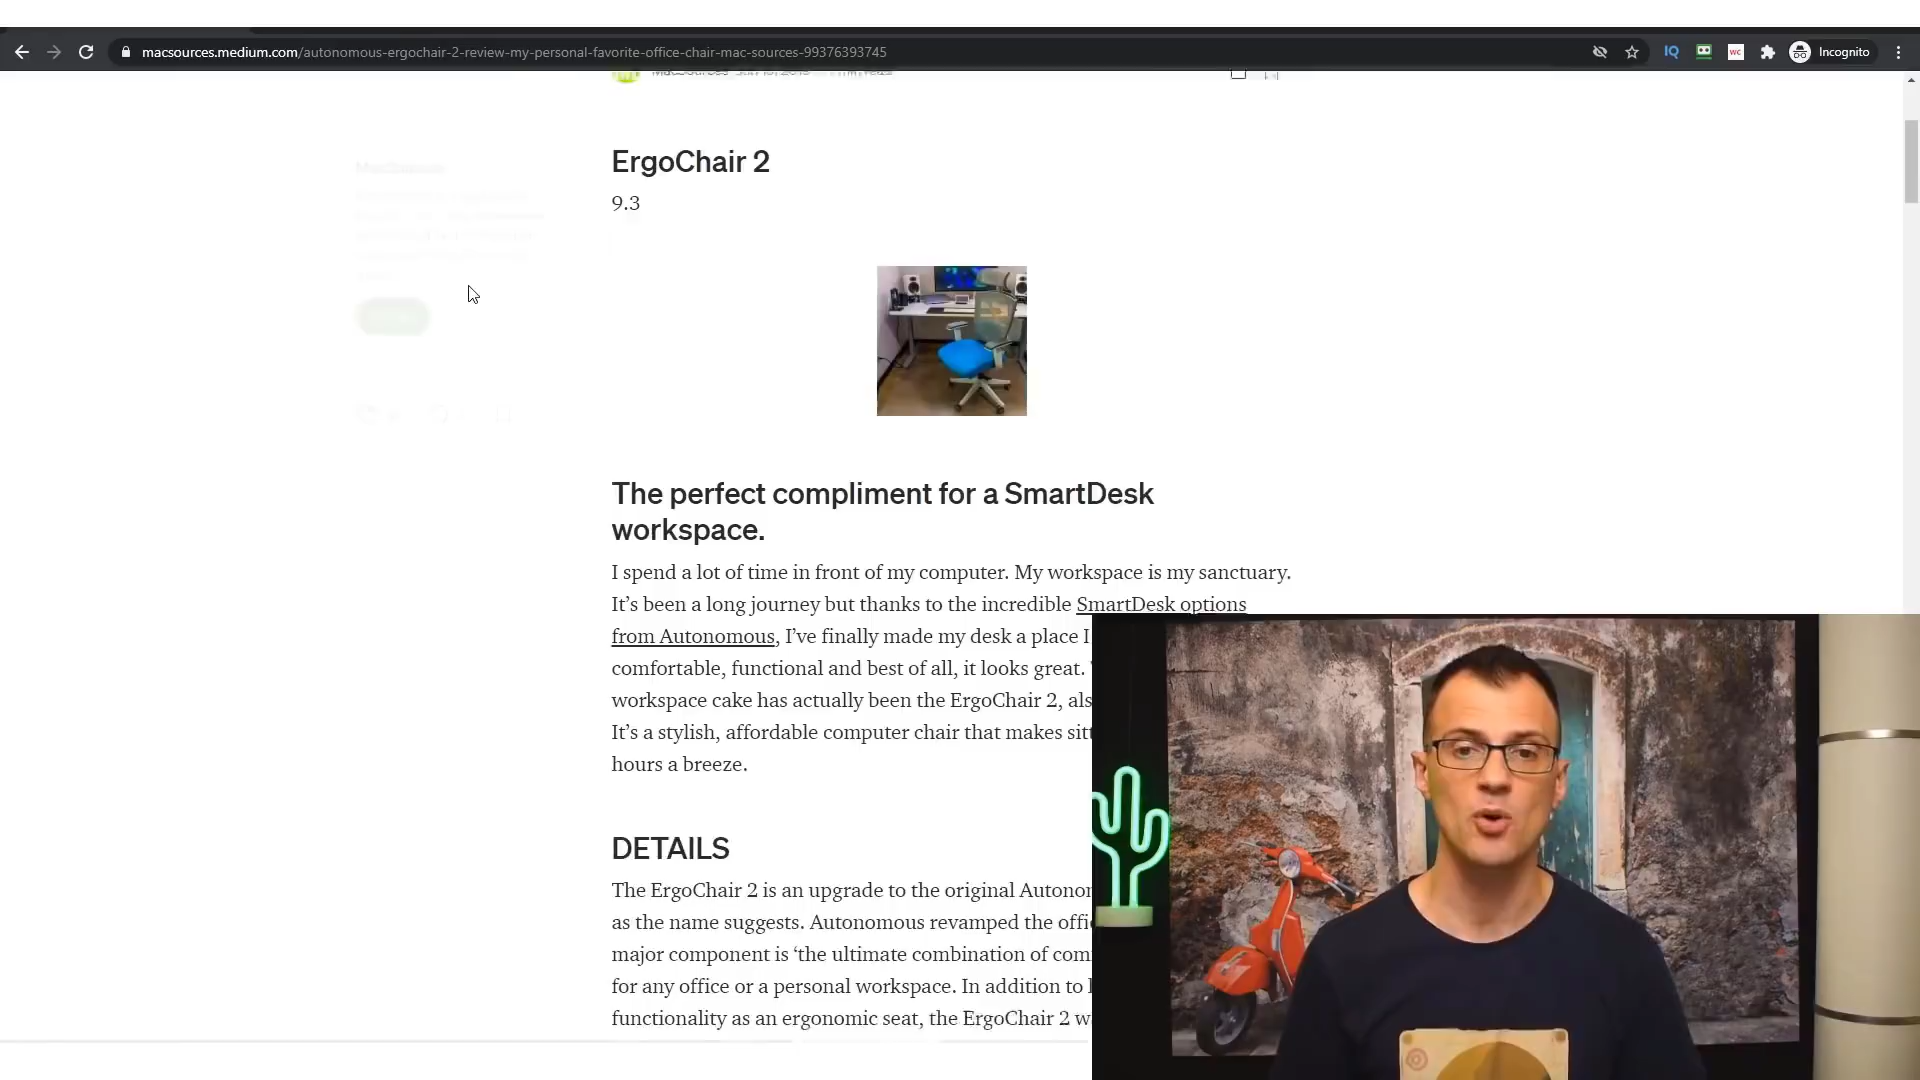 macsources.medium.com/autonomous-ergochair-2-review-my-personal-favorite-office-chair-mac-sources-99376393745
IQ
wc
Incognito
ErgoChair 2
9.3
The perfect compliment for a SmartDesk
workspace.
I spend a lot of time in front of my computer. My workspace is my sanctuary.
It’s been a long journey but thanks to the incredible SmartDesk options
from Autonomous, I’ve finally made my desk a place I
comfortable, functional and best of all, it looks great.
workspace cake has actually been the ErgoChair 2,
It’s a stylish, affordable computer chair that makes
hours a breeze.
DETAILS
The ErgoChair 2 is an upgrade to the original
as the name suggests. Autonomous revamped the
major component is ‘the ultimate combination of
for any office or a personal workspace. In addition to
functionality as an ergonomic seat, the ErgoChair 2